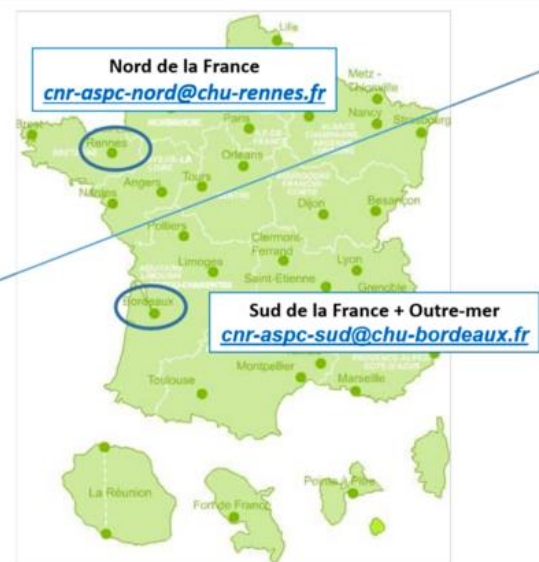 Lille
Nord de la France
cnr-aspc-nord@chu-rennes.fr
Metz -
Thionville
Nancy
Strasbourg
Paris
Brest
Rennes
BRETAGNE
Orleans
Angers
Tours
Nantes
Dijon
Besançon
Poitiers
Clermont-
Ferrand
Limoges
Lyon
Saint-Etienne
Grenoble
Bordeaux
Sud de la France + Outre-mer
cnr-aspc-sud@chu-bordeaux.fr
Montpellier
Toulouse
Marseille
La Réunion
Fort de France
Pointe à Pitre